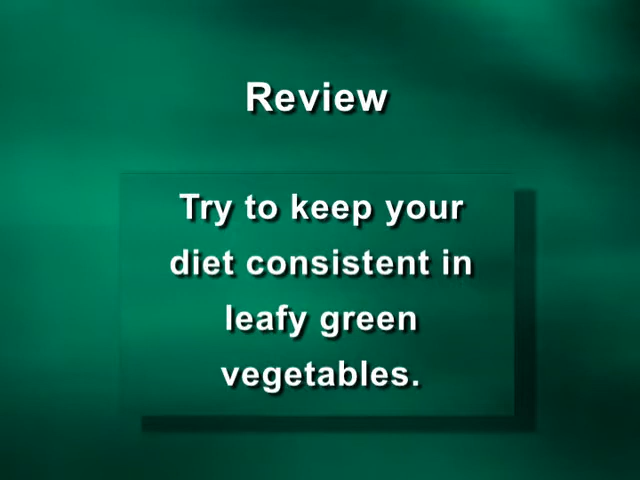 Review
Try to keep your
diet consistent in
leafy green
vegetables.